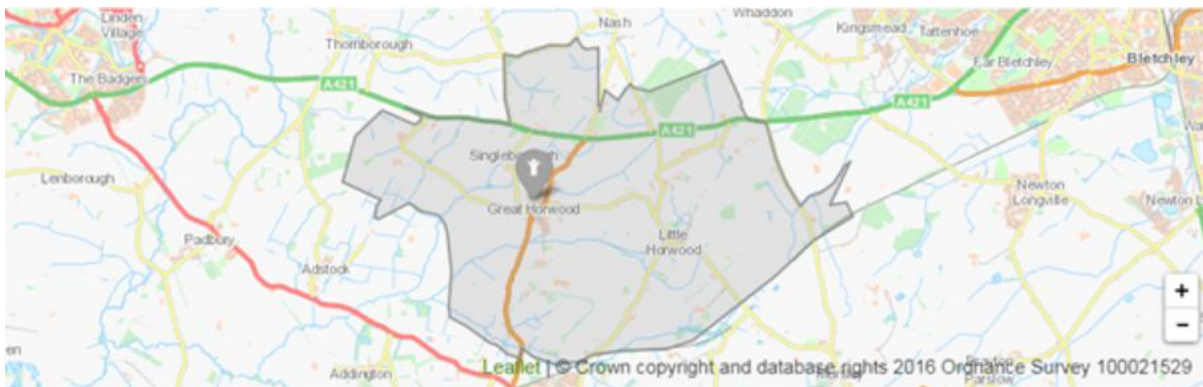 Linden
Village
Nash
Whaddon
Kingsmead
Tattenhoe
Thornborough
The Badgers
Far Bletchley
Bletchley
A421
A421
A421
Singleborough
Lenborough
Great Horwood
Newton
Longville
Newton L
Padbury
Little
Horwood
Adstock
+
−
en
Addington
Leaflet | © Crown copyright and database rights 2016 Ordnance Survey 100021529